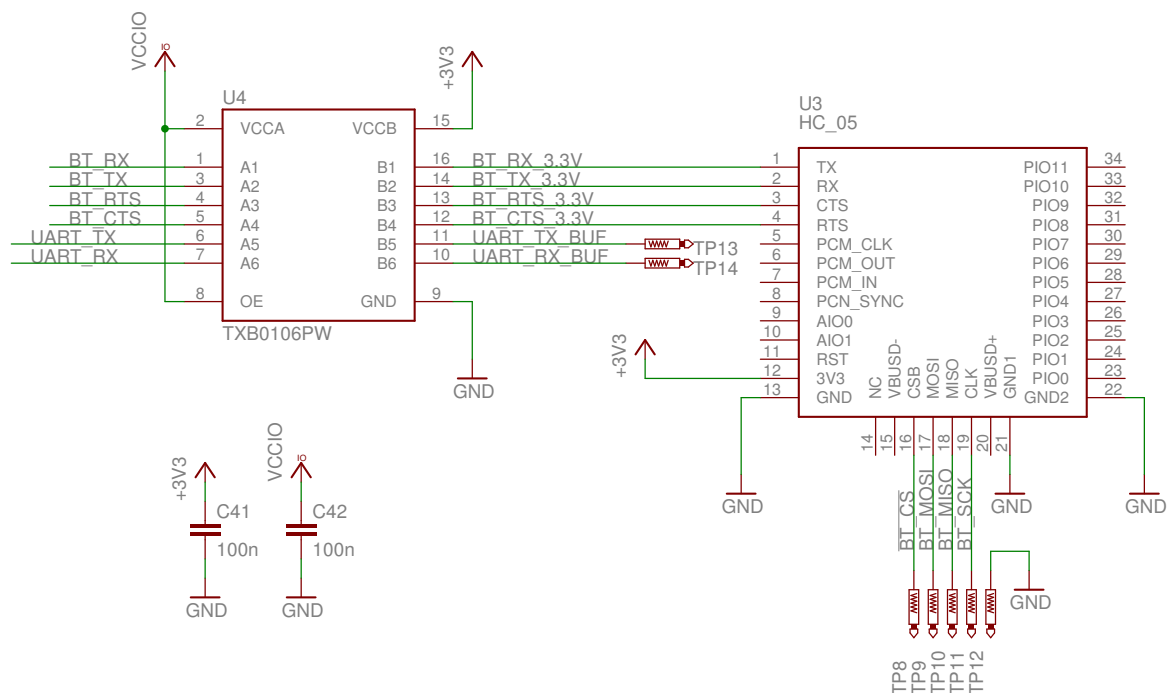 VCCIO
IO
+3V3
U4
2 VCCA VCCB 15
BT_RX 1 A1 B1 16 BT_RX_3.3V
BT_TX 3 A2 B2 14 BT_TX_3.3V
BT_RTS 4 A3 B3 13 BT_RTS_3.3V
BT_CTS 5 A4 B4 12 BT_CTS_3.3V
UART_TX 6 A5 B5 11 UART_TX_BUF TP13
UART_RX 7 A6 B6 10 UART_RX_BUF TP14
8 OE GND 9
TXB0106PW
GND
U3
HC_05
1 TX PIO11 34
2 RX PIO10 33
3 CTS PIO9 32
4 RTS PIO8 31
5 PCM_CLK PIO7 30
6 PCM_OUT PIO6 29
7 PCM_IN PIO5 28
8 PCN_SYNC PIO4 27
9 AIO0 PIO3 26
10 AIO1 PIO2 25
11 RST PIO1 24
+3V3
12 3V3 PIO0 23
13 GND GND2 22
NC
VBUSD-
CSB
MOSI
MISO
CLK
VBUSD+
GND1
14
15
16
17
18
19
20
21
GND
GND
GND
BT_CS
BT_MOSI
BT_MISO
BT_SCK
GND
TP8
TP9
TP10
TP11
TP12
+3V3
C41
100n
GND
VCCIO
IO
C42
100n
GND